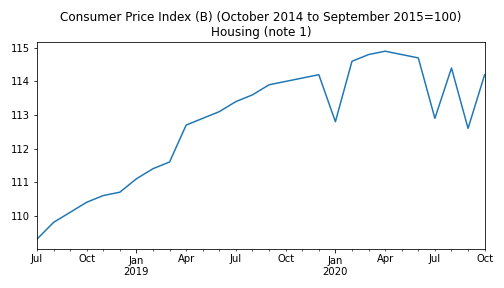 Consumer Price Index (B) (October 2014 to September 2015=100)
Housing (note 1)
115
114
113
112
111
110
Jul Oct Jan Apr Jul Oct Jan Apr Jul Oct
2019 2020